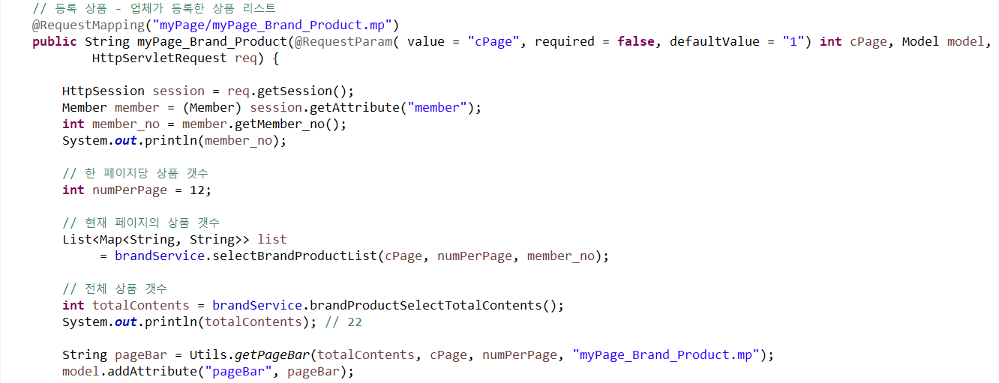 // 등록 상품 - 업체가 등록한 상품 리스트
@RequestMapping("myPage/myPage_Brand_Product.mp")
public String myPage_Brand_Product(@RequestParam( value = "cPage", required = false, defaultValue = "1") int cPage, Model model,
HttpServletRequest req) {
HttpSession session = req.getSession();
Member member = (Member) session.getAttribute("member");
int member_no = member.getMember_no();
System.out.println(member_no);
// 한 페이지당 상품 갯수
int numPerPage = 12;
// 현재 페이지의 상품 갯수
List<Map<String, String>> list
= brandService.selectBrandProductList(cPage, numPerPage, member_no);
// 전체 상품 갯수
int totalContents = brandService.brandProductSelectTotalContents();
System.out.println(totalContents); // 22
String pageBar = Utils.getPageBar(totalContents, cPage, numPerPage, "myPage_Brand_Product.mp");
model.addAttribute("pageBar", pageBar);